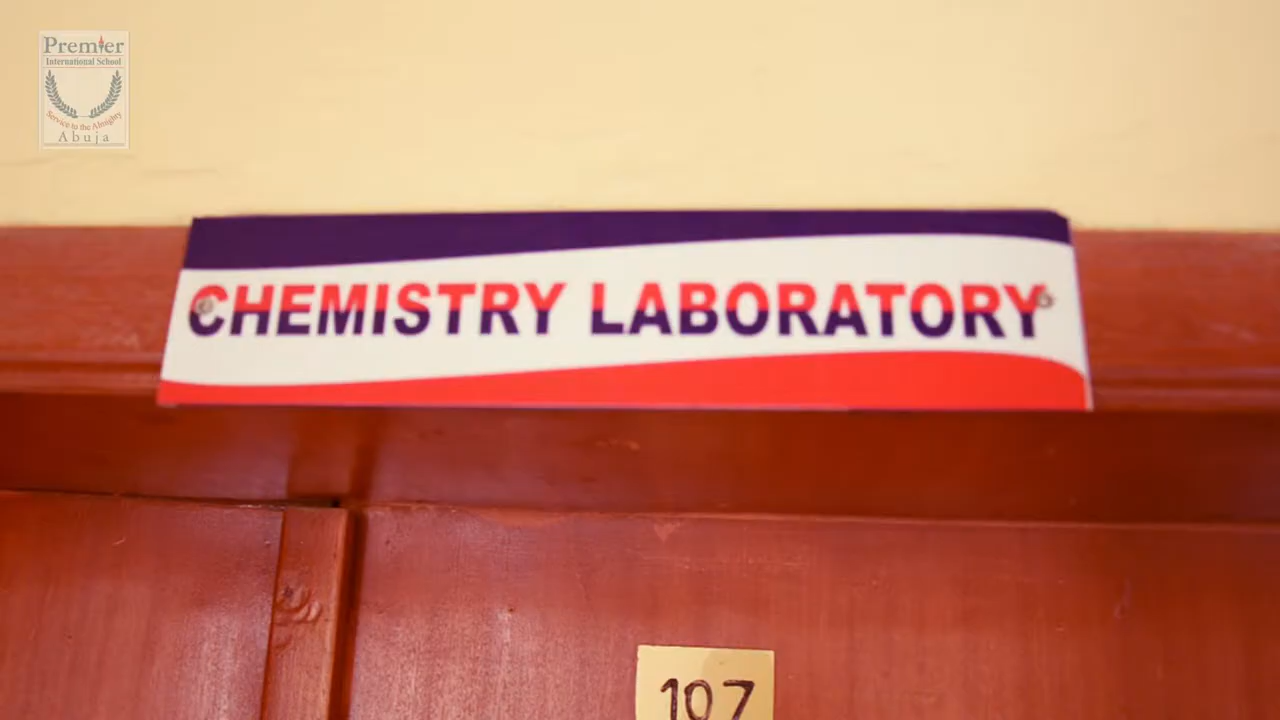 Premier
International School
Service to the Almighty
Abuja
CHEMISTRY LABORATORY
107